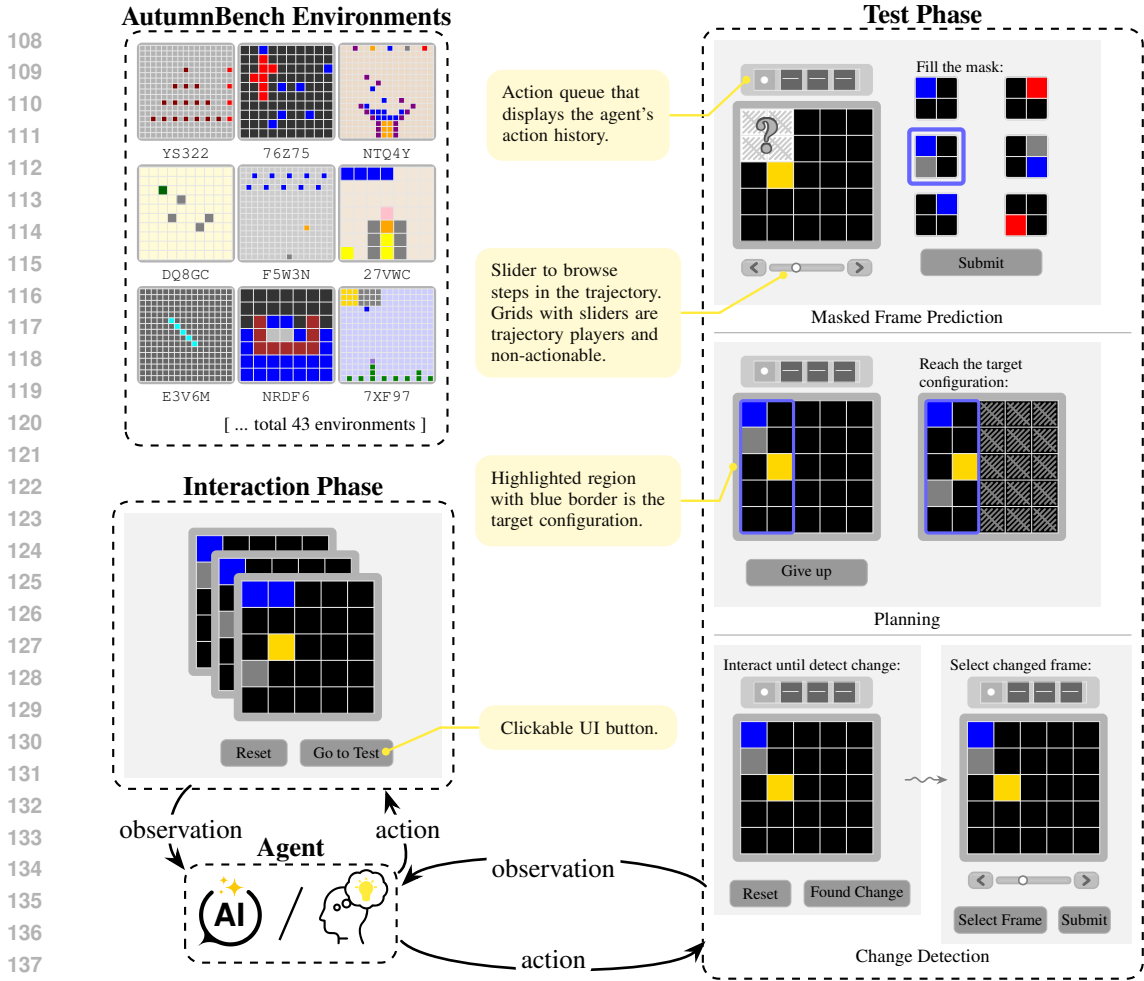 108
109
110
111
112
113
114
115
116
117
118
119
120
121
122
123
124
125
126
127
128
129
130
131
132
133
134
135
136
137
AutumnBench Environments
YS322
76Z75
NTQ4Y
DQ8GC
F5W3N
27VWC
E3V6M
NRDF6
7XF97
[ ... total 43 environments ]
Interaction Phase
Reset
Go to Test
observation
action
Agent
AI
/
observation
action
Action queue that
displays the agent's
action history.
Slider to browse
steps in the trajectory.
Grids with sliders are
trajectory players and
non-actionable.
Highlighted region
with blue border is the
target configuration.
Clickable UI button.
Test Phase
?
Fill the mask:
<
>
Submit
Masked Frame Prediction
Reach the target
configuration:
Give up
Planning
Interact until detect change:
Reset
Found Change
Select changed frame:
<
>
Select Frame
Submit
Change Detection